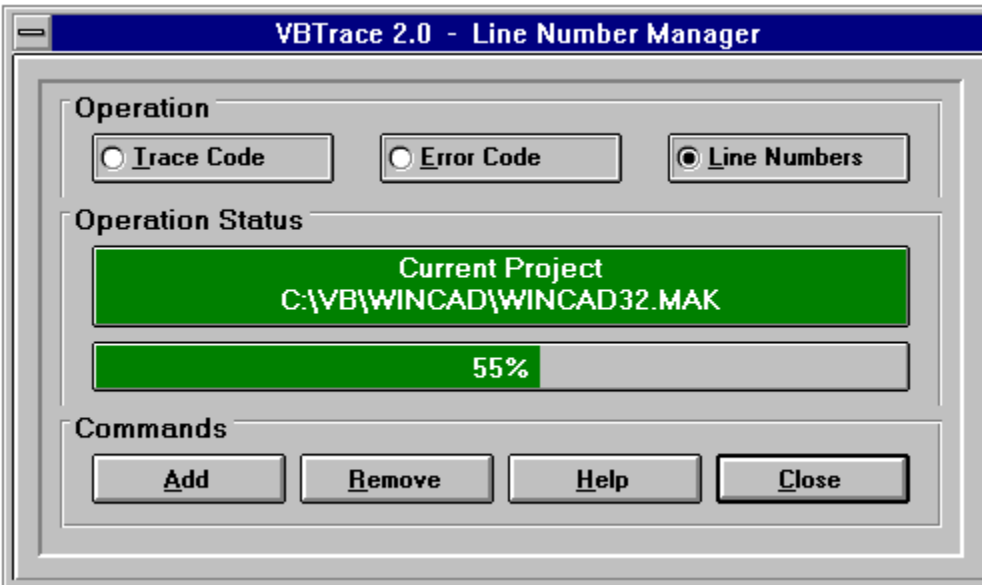 VBTrace 2.0 - Line Number Manager
Operation
Trace Code
Error Code
Line Numbers
Operation Status
Current Project
C:\VB\WINCAD\WINCAD32.MAK
55%
Commands
Add
Remove
Help
Close